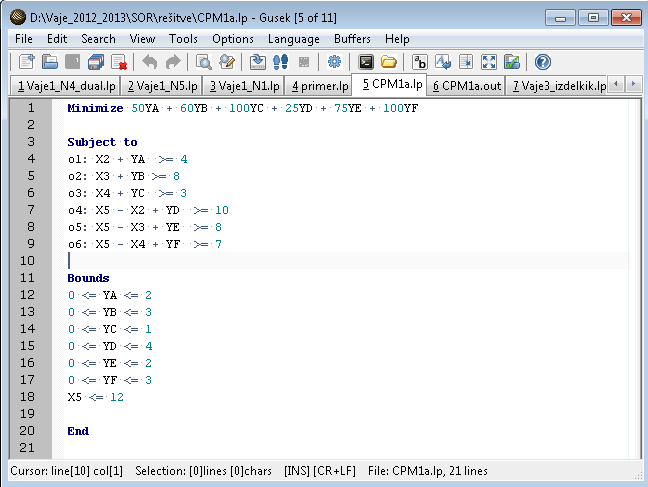 D:\Vaje_2012_2013\SOR\rešitve\CPM1a.lp - Gusek [5 of 11]
File Edit Search View Tools Options Language Buffers Help
1 Vaje1_N4_dual.lp 2 Vaje1_N5.lp 3 Vaje1_N1.lp 4 primer.lp 5 CPM1a.lp 6 CPM1a.out 7 Vaje3_izdelkik.lp
1 Minimize 50YA + 60YB + 100YC + 25YD + 75YE + 100YF
2
3 Subject to
4 o1: X2 + YA >= 4
5 o2: X3 + YB >= 8
6 o3: X4 + YC >= 3
7 o4: X5 - X2 + YD >= 10
8 o5: X5 - X3 + YE >= 8
9 o6: X5 - X4 + YF >= 7
10
11 Bounds
12 0 <= YA <= 2
13 0 <= YB <= 3
14 0 <= YC <= 1
15 0 <= YD <= 4
16 0 <= YE <= 2
17 0 <= YF <= 3
18 X5 <= 12
19
20 End
21
Cursor: line[10] col[1] Selection: [0]lines [0]chars [INS] [CR+LF] File: CPM1a.lp, 21 lines